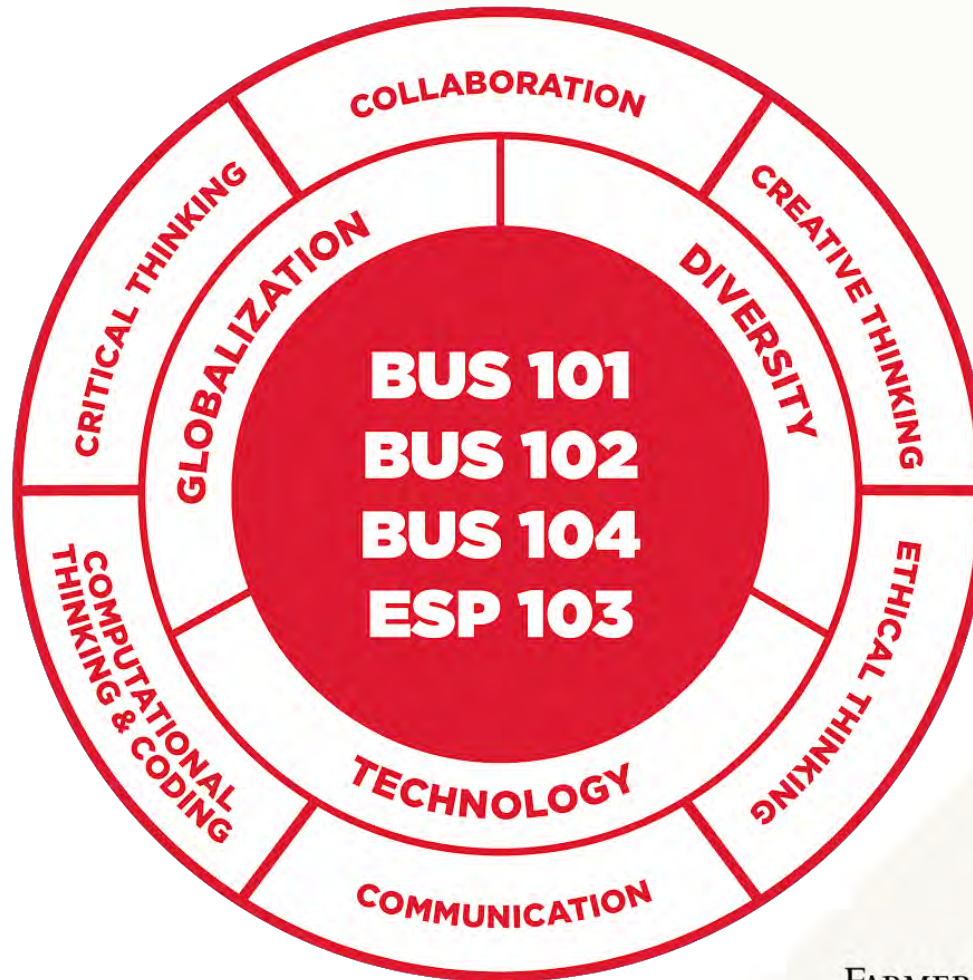 COLLABORATION
CREATIVE THINKING
ETHICAL THINKING
COMMUNICATION
COMPUTATIONAL
THINKING & CODING
CRITICAL THINKING
GLOBALIZATION
DIVERSITY
TECHNOLOGY
BUS 101
BUS 102
BUS 104
ESP 103
FARMER